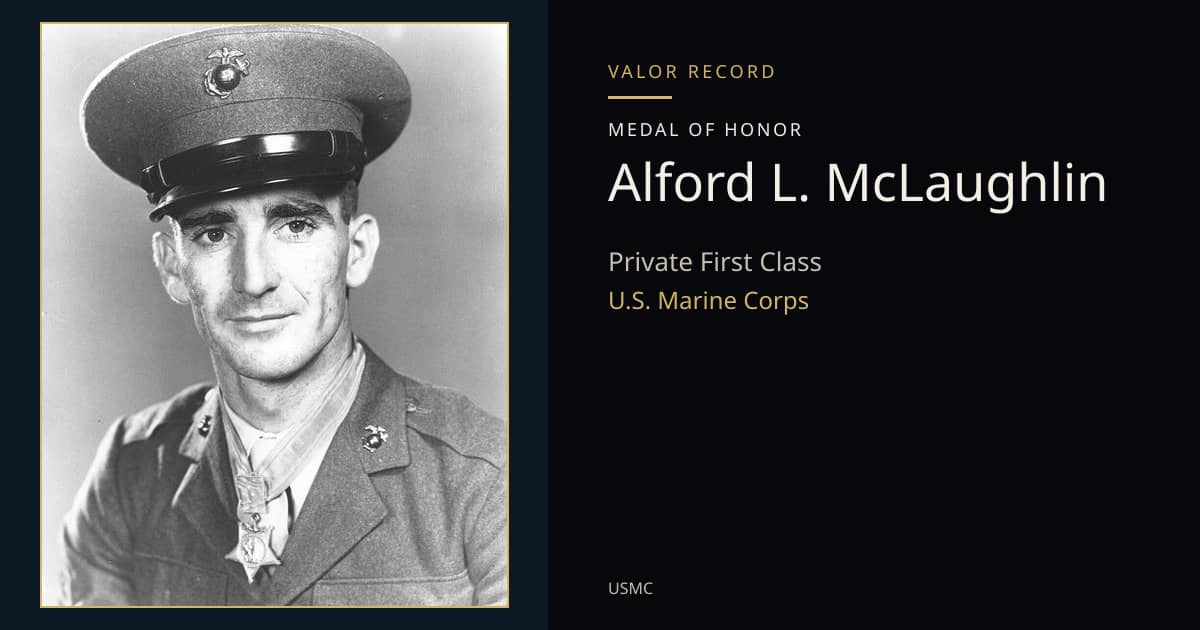 VALOR RECORD
MEDAL OF HONOR
Alford L. McLaughlin
Private First Class
U.S. Marine Corps
USMC